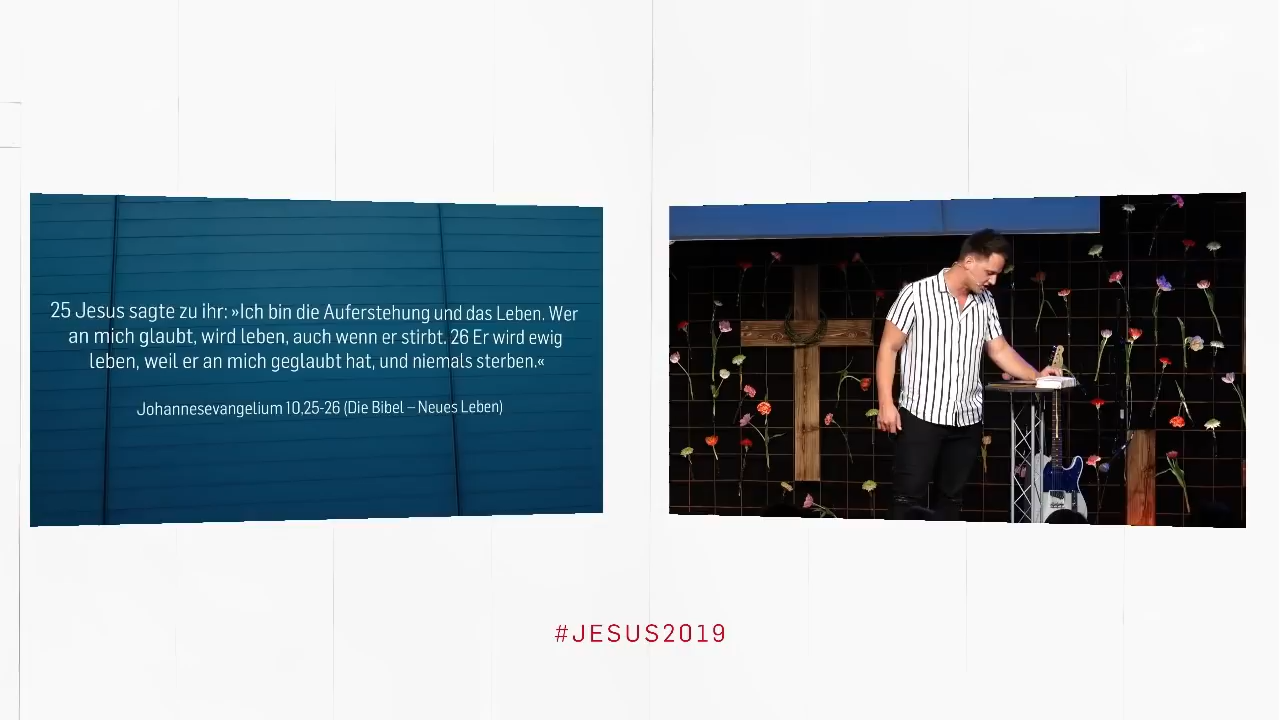 25 Jesus sagte zu ihr: »Ich bin die Auferstehung und das Leben. Wer
an mich glaubt, wird leben, auch wenn er stirbt. 26 Er wird ewig
leben, weil er an mich geglaubt hat, und niemals sterben.«
Johannesevangelium 10,25-26 (Die Bibel – Neues Leben)
#JESUS2019